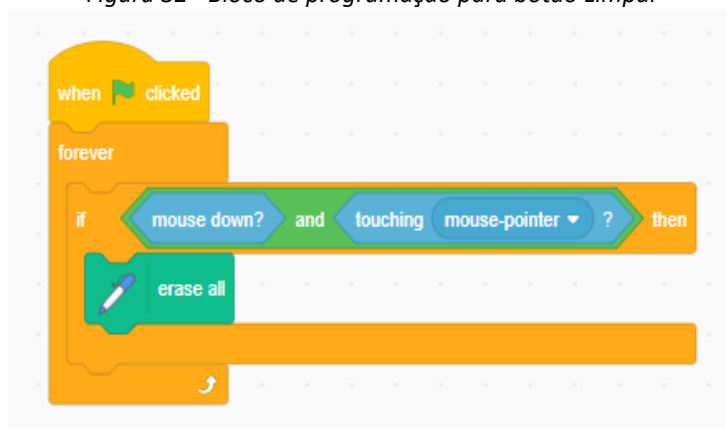 Figura 32 - Bloco de programação para botão Limpar
when clicked
forever
if mouse down? and touching mouse-pointer ? then
erase all